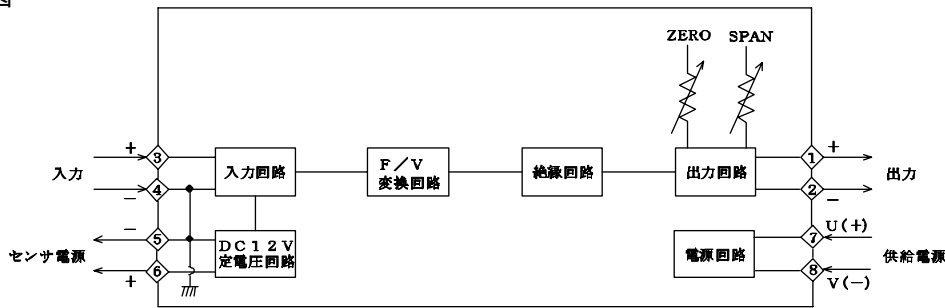 図
ZERO
SPAN
+
3
入力
4
−
入力回路
F／V
変換回路
絶縁回路
出力回路
1
+
出力
2
−
−
5
センサ電源
6
+
DC12V
定電圧回路
電源回路
7
U(+)
供給電源
8
V(−)